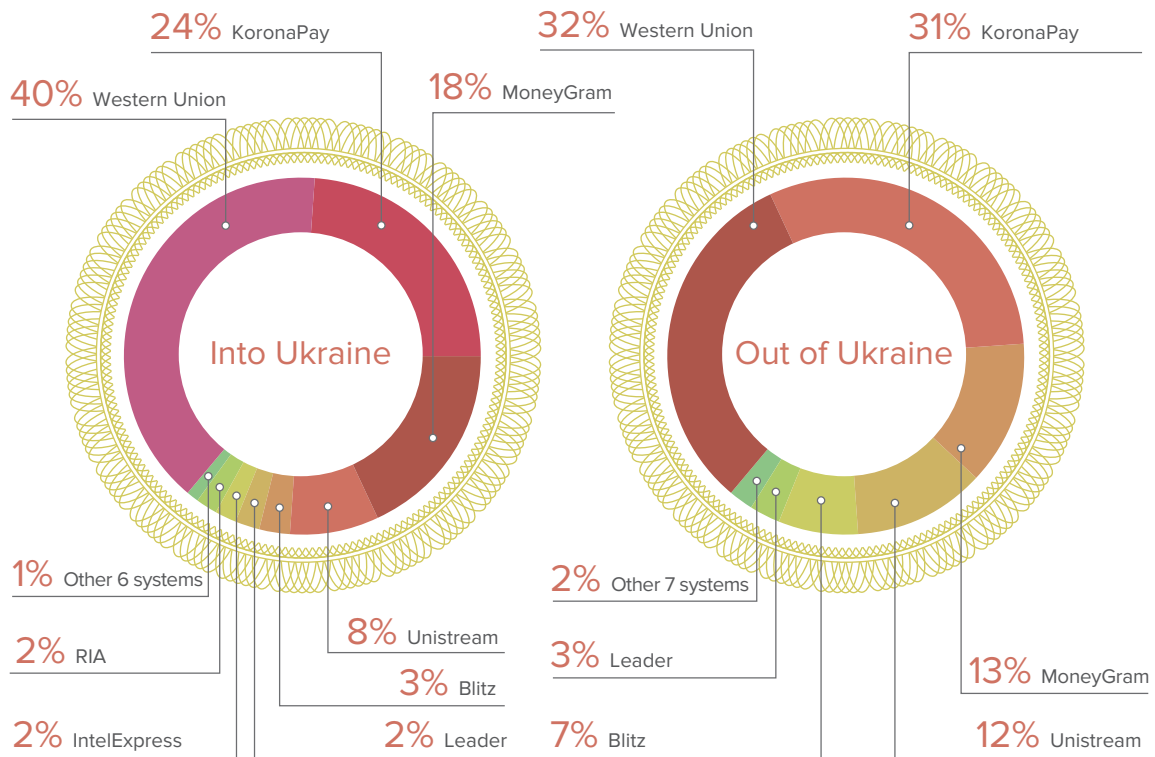 24% KoronaPay
40% Western Union
18% MoneyGram
Into Ukraine
1% Other 6 systems
2% RIA
2% IntelExpress
8% Unistream
3% Blitz
2% Leader
32% Western Union
31% KoronaPay
Out of Ukraine
2% Other 7 systems
3% Leader
7% Blitz
13% MoneyGram
12% Unistream